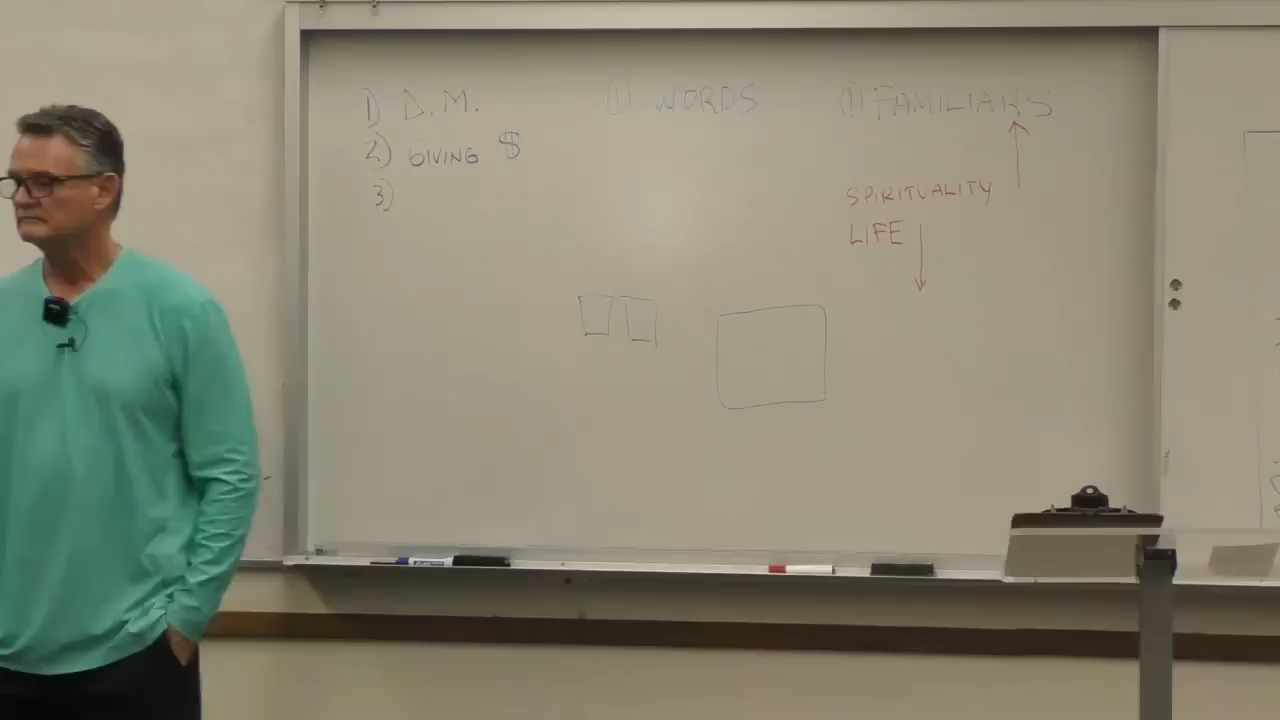 1) D.M.
2) GIVING $
3)
① WORDS
① FAMILIARS
SPIRITUALITY
LIFE